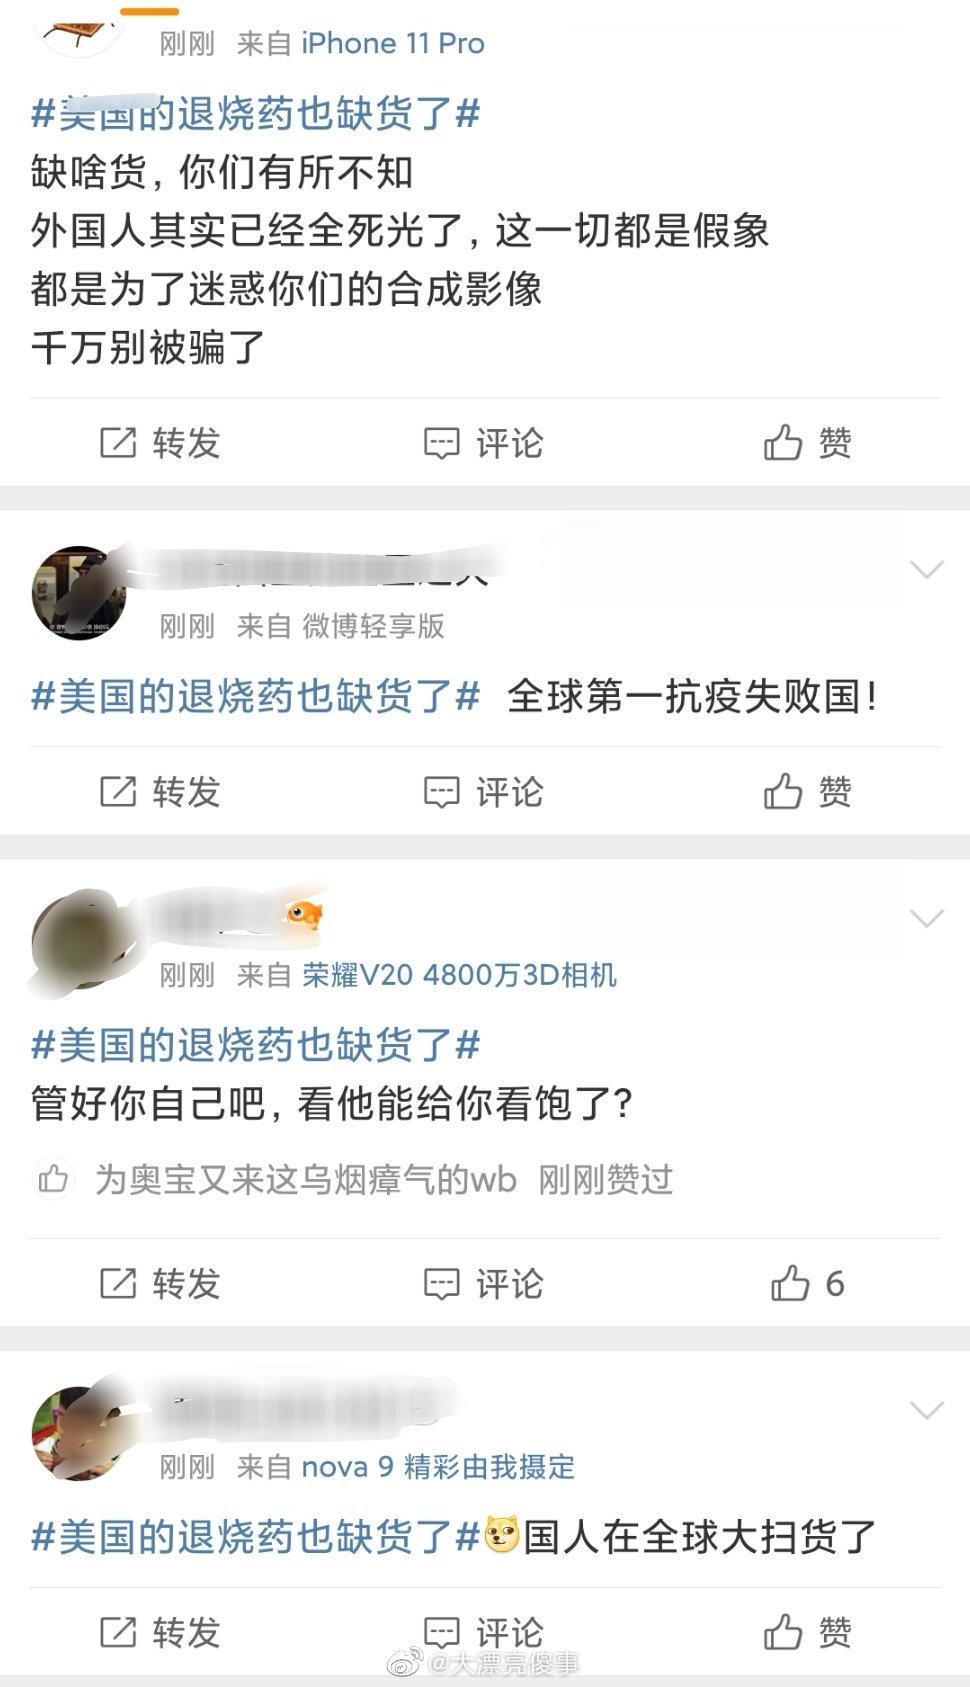 刚刚 来自 iPhone 11 Pro
#美国的退烧药也缺货了#
缺啥货，你们有所不知
外国人其实已经全死光了，这一切都是假象
都是为了迷惑你们的合成影像
千万别被骗了
转发 评论 赞
刚刚 来自 微博轻享版
#美国的退烧药也缺货了# 全球第一抗疫失败国！
转发 评论 赞
刚刚 来自 荣耀V20 4800万3D相机
#美国的退烧药也缺货了#
管好你自己吧，看他能给你看饱了？
为奥宝又来这乌烟瘴气的wb 刚刚赞过
转发 评论 6
刚刚 来自 nova 9 精彩由我摄定
#美国的退烧药也缺货了#国人在全球大扫货了
转发 评论 赞
@大漂亮傻事